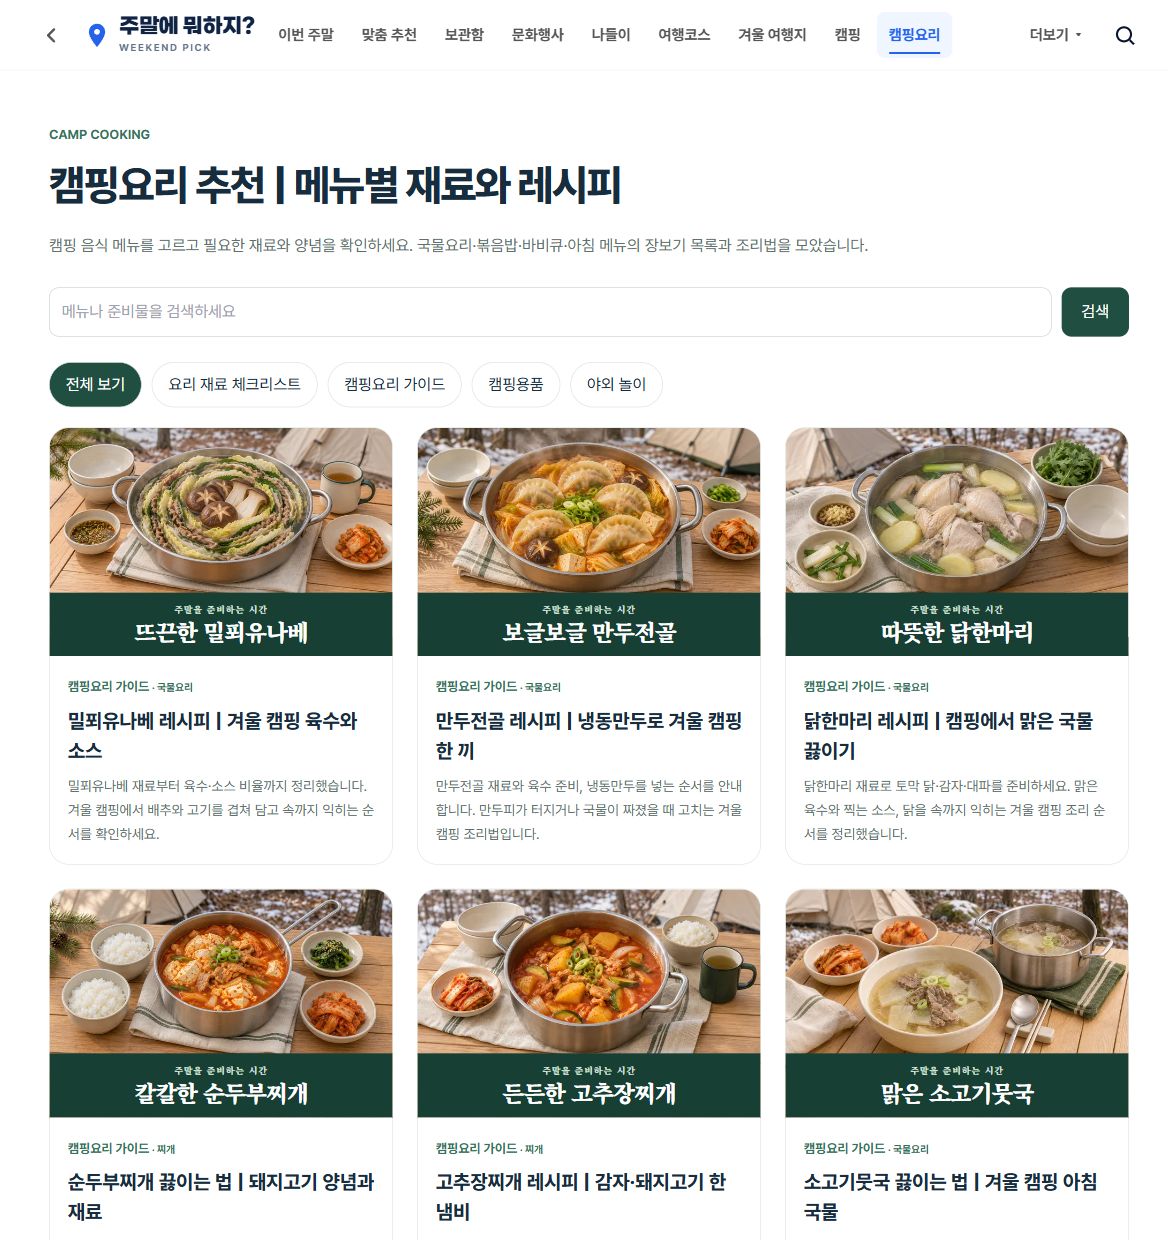 주말에 뭐하지?
WEEKEND PICK
이번 주말
맞춤 추천
보관함
문화행사
나들이
여행코스
겨울 여행지
캠핑
캠핑요리
더보기
CAMP COOKING
캠핑요리 추천 | 메뉴별 재료와 레시피
캠핑 음식 메뉴를 고르고 필요한 재료와 양념을 확인하세요. 국물요리·볶음밥·바비큐·아침 메뉴의 장보기 목록과 조리법을 모았습니다.
메뉴나 준비물을 검색하세요
검색
전체 보기
요리 재료 체크리스트
캠핑요리 가이드
캠핑용품
야외 놀이
주말을 준비하는 시간
뜨끈한 밀푀유나베
캠핑요리 가이드 · 국물요리
밀푀유나베 레시피 | 겨울 캠핑 육수와
소스
밀푀유나베 재료부터 육수·소스 비율까지 정리했습니다.
겨울 캠핑에서 배추와 고기를 겹쳐 담고 속까지 익히는 순
서를 확인하세요.
주말을 준비하는 시간
보글보글 만두전골
캠핑요리 가이드 · 국물요리
만두전골 레시피 | 냉동만두로 겨울 캠핑
한 끼
만두전골 재료와 육수 준비, 냉동만두를 넣는 순서를 안내
합니다. 만두피가 터지거나 국물이 짜졌을 때 고치는 겨울
캠핑 조리법입니다.
주말을 준비하는 시간
따뜻한 닭한마리
캠핑요리 가이드 · 국물요리
닭한마리 레시피 | 캠핑에서 맑은 국물
끓이기
닭한마리 재료로 토막 닭·감자·대파를 준비하세요. 맑은
육수와 찍는 소스, 닭을 속까지 익히는 겨울 캠핑 조리 순
서를 정리했습니다.
주말을 준비하는 시간
칼칼한 순두부찌개
캠핑요리 가이드 · 찌개
순두부찌개 끓이는 법 | 돼지고기 양념과
재료
주말을 준비하는 시간
든든한 고추장찌개
캠핑요리 가이드 · 찌개
고추장찌개 레시피 | 감자·돼지고기 한
냄비
주말을 준비하는 시간
맑은 소고기뭇국
캠핑요리 가이드 · 국물요리
소고기뭇국 끓이는 법 | 겨울 캠핑 아침
국물